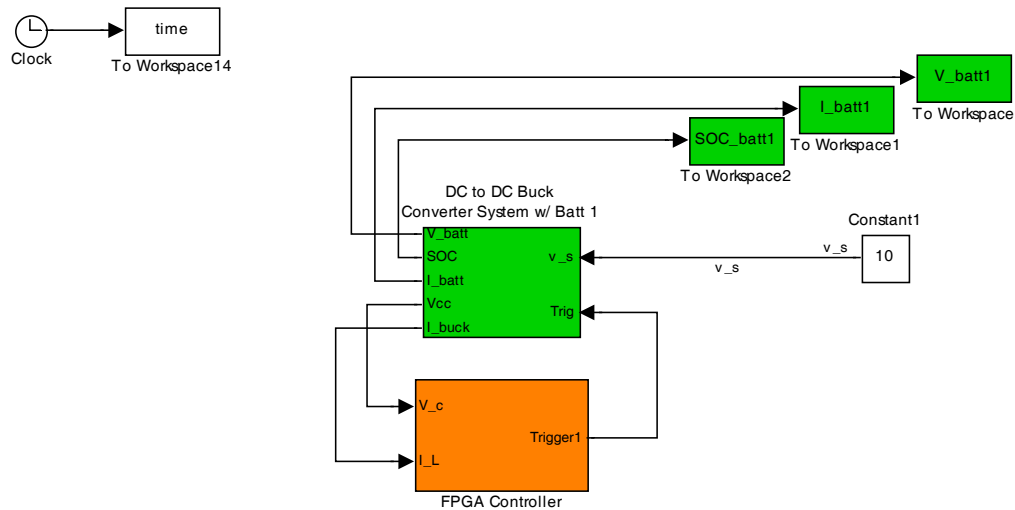 time
Clock
To Workspace14
V_batt1
To Workspace
I_batt1
To Workspace1
SOC_batt1
To Workspace2
DC to DC Buck
Converter System w/ Batt 1
V_batt
SOC
I_batt
Vcc
I_buck
v_s
Trig
v_s
v_s
Constant1
10
V_c
I_L
Trigger1
FPGA Controller